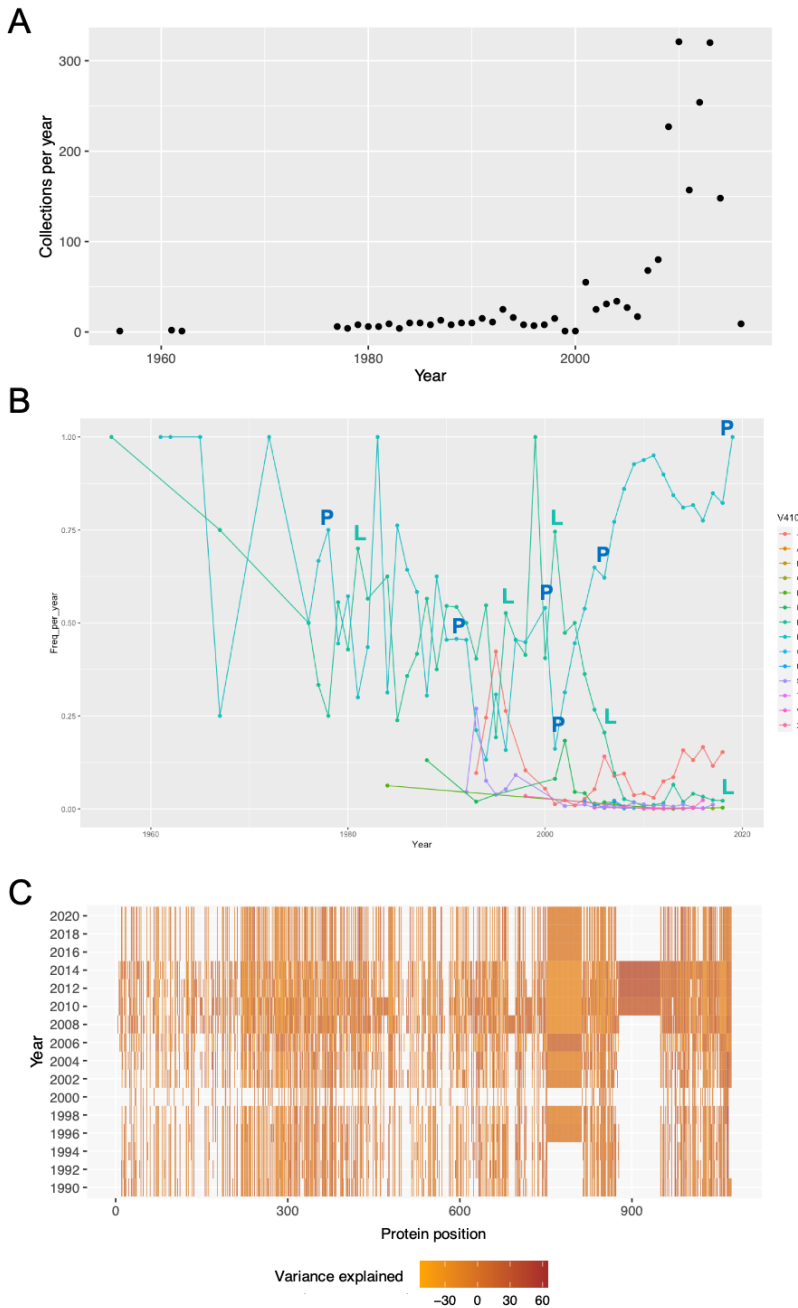 A
300
200
100
0
Collections per year
1960 1980 2000
Year
B
1.00
0.75
0.50
0.25
0.00
Freq_per_year
P
P
L
L
P
P
P
L
L
P
L
1960 1980 2000 2020
Year
V410
C
2020
2018
2016
2014
2012
2010
2008
2006
2004
2002
2000
1998
1996
1994
1992
1990
Year
0 300 600 900
Protein position
Variance explained
−30 0 30 60